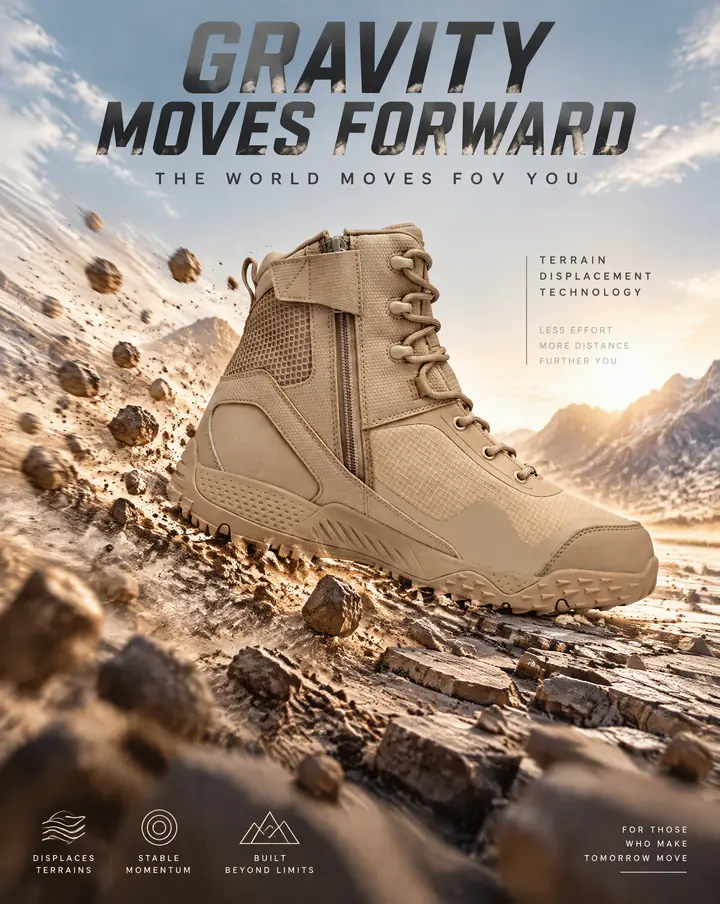 GRAVITY
MOVES FORWARD
THE WORLD MOVES FOV YOU
TERRAIN
DISPLACEMENT
TECHNOLOGY
LESS EFFORT
MORE DISTANCE
FURTHER YOU
DISPLACES
TERRAINS
STABLE
MOMENTUM
BUILT
BEYOND LIMITS
FOR THOSE
WHO MAKE
TOMORROW MOVE